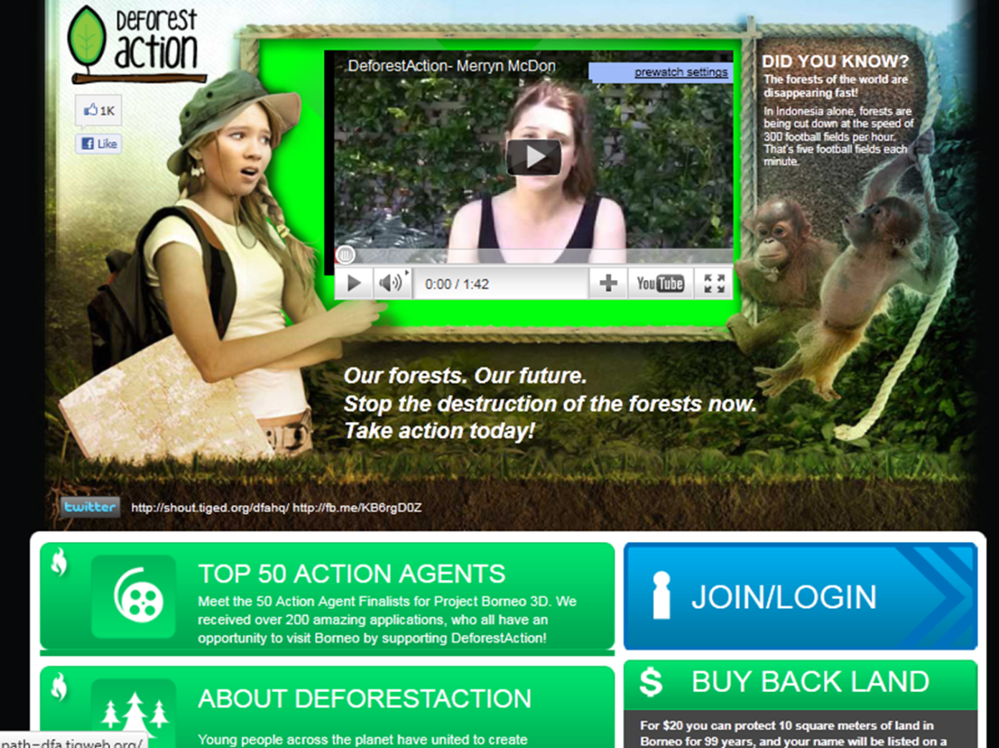 DEFOREST
action
1K
Like
DeforestAction- Merryn McDon
prewatch settings
0:00 / 1:42
YouTube
DID YOU KNOW?
The forests of the world are
disappearing fast!
In Indonesia alone, forests are
being cut down at the speed of
300 football fields per hour.
That's five football fields each
minute.
Our forests. Our future.
Stop the destruction of the forests now.
Take action today!
twitter
http://shout.tiged.org/dfahq/ http://fb.me/KB6rgD0Z
TOP 50 ACTION AGENTS
Meet the 50 Action Agent Finalists for Project Borneo 3D. We
received over 200 amazing applications, who all have an
opportunity to visit Borneo by supporting DeforestAction!
JOIN/LOGIN
ABOUT DEFORESTACTION
Young people across the planet have united to create
$ BUY BACK LAND
For $20 you can protect 10 square meters of land in
Borneo for 99 years, and your name will be listed on a
path=dfa.tigweb.org/